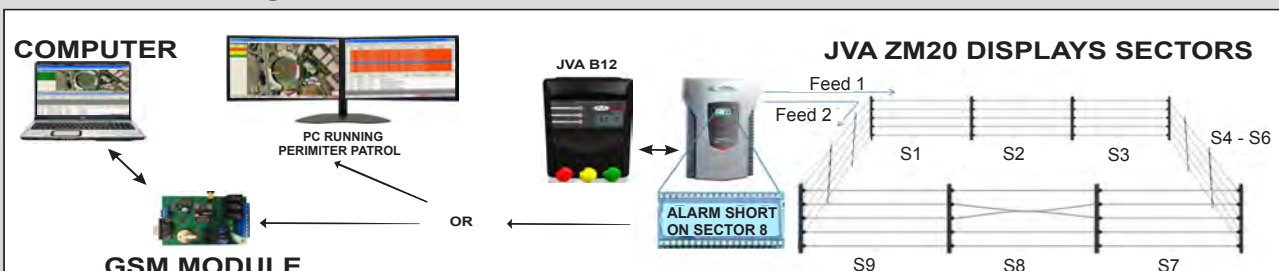 COMPUTER
JVA ZM20 DISPLAYS SECTORS
JVA B12
Feed 1
Feed 2
PC RUNNING
PERIMITER PATROL
S1
S2
S3
S4 - S6
ALARM SHORT
ON SECTOR 8
OR
GSM MODULE
S9
S8
S7